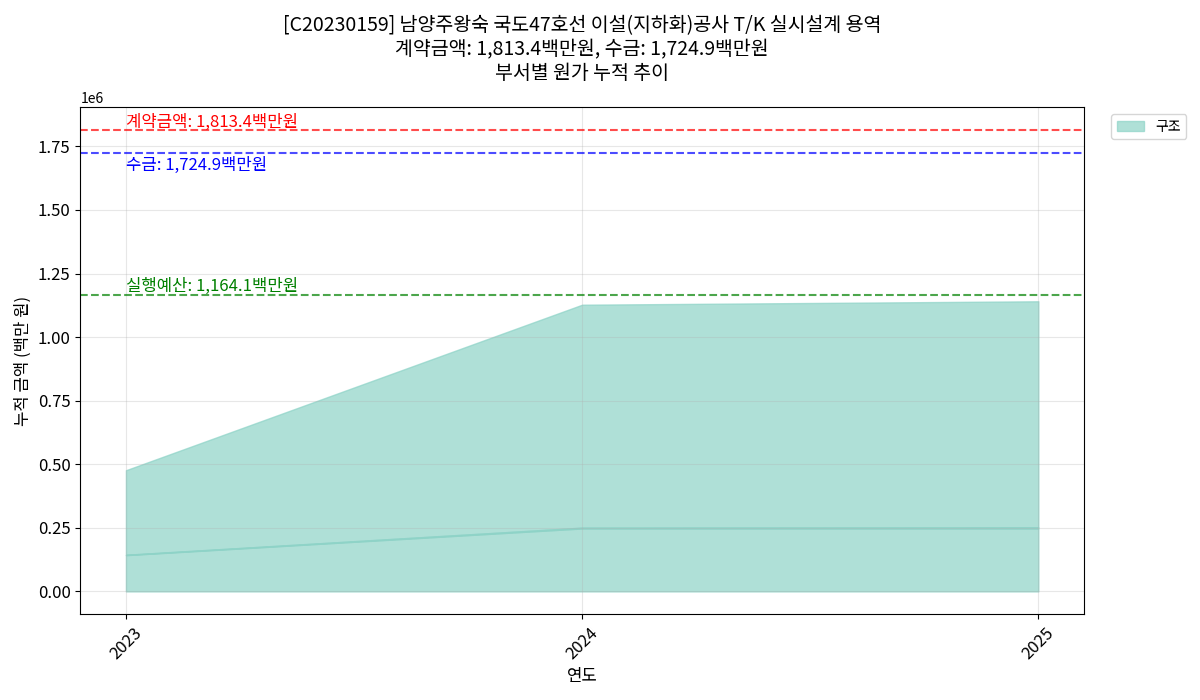 [C20230159] 남양주왕숙 국도47호선 이설(지하화)공사 T/K 실시설계 용역
계약금액: 1,813.4백만원, 수금: 1,724.9백만원
부서별 원가 누적 추이
1e6
계약금액: 1,813.4백만원
수금: 1,724.9백만원
실행예산: 1,164.1백만원
구조
1.75
1.50
1.25
1.00
0.75
0.50
0.25
0.00
누적 금액 (백만 원)
2023
2024
2025
연도